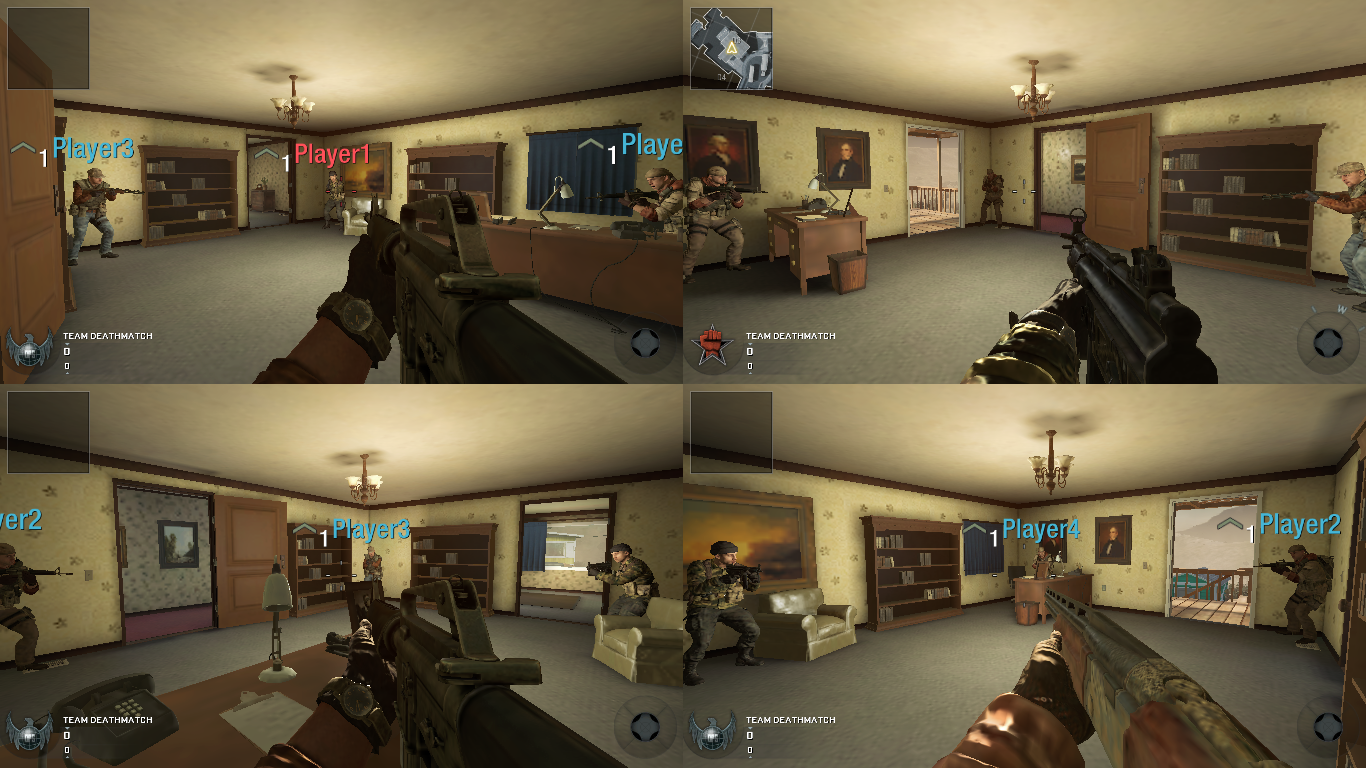 1 Player3
1 Player1
1 Playe
TEAM DEATHMATCH
0
0
W
TEAM DEATHMATCH
0
0
yer2
1 Player3
TEAM DEATHMATCH
0
0
1 Player4
1 Player2
TEAM DEATHMATCH
0
0